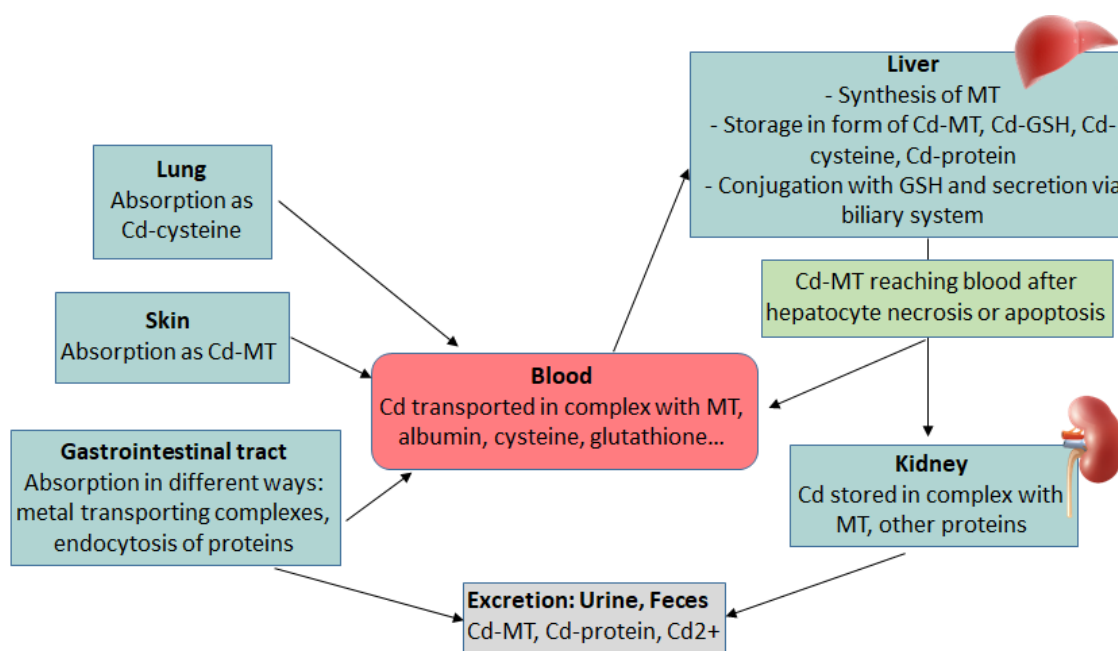 Liver
- Synthesis of MT
- Storage in form of Cd-MT, Cd-GSH, Cd-
cysteine, Cd-protein
- Conjugation with GSH and secretion via
biliary system
Lung
Absorption as
Cd-cysteine
Cd-MT reaching blood after
hepatocyte necrosis or apoptosis
Skin
Absorption as Cd-MT
Blood
Cd transported in complex with MT,
albumin, cysteine, glutathione...
Gastrointestinal tract
Absorption in different ways:
metal transporting complexes,
endocytosis of proteins
Kidney
Cd stored in complex with
MT, other proteins
Excretion: Urine, Feces
Cd-MT, Cd-protein, Cd2+